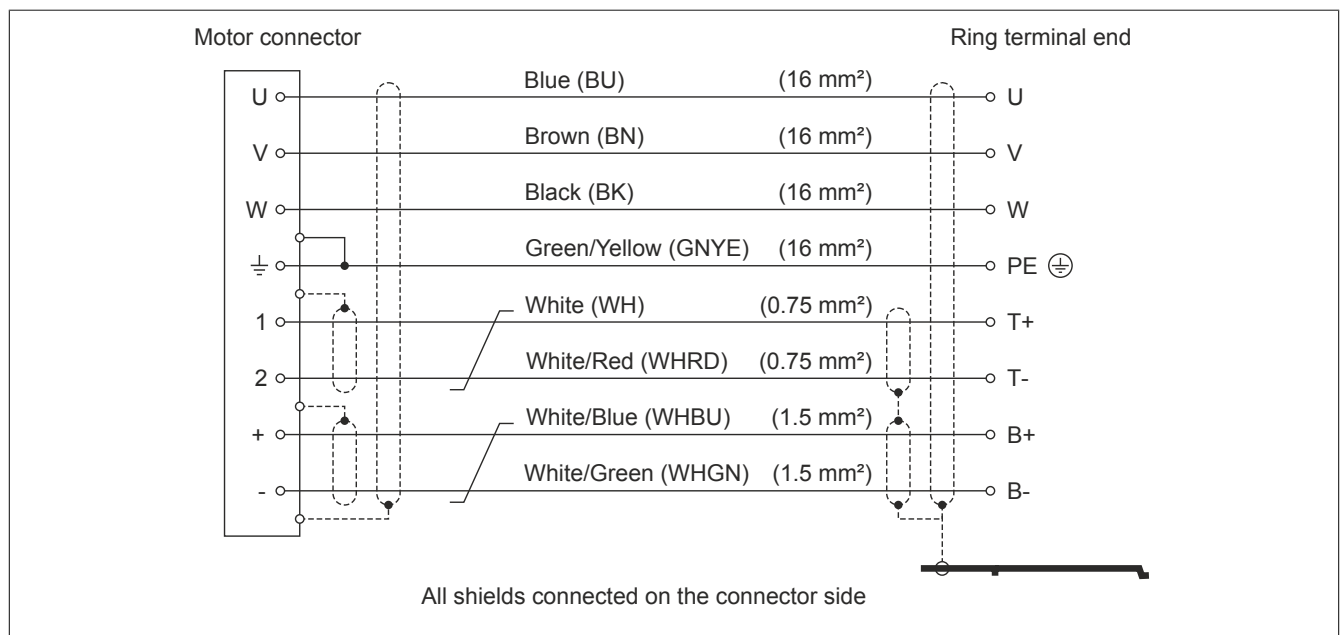 Motor connector Ring terminal end
U Blue (BU) (16 mm²) U
V Brown (BN) (16 mm²) V
W Black (BK) (16 mm²) W
Green/Yellow (GNYE) (16 mm²) PE
1 White (WH) (0.75 mm²) T+
2 White/Red (WHRD) (0.75 mm²) T-
+ White/Blue (WHBU) (1.5 mm²) B+
- White/Green (WHGN) (1.5 mm²) B-
All shields connected on the connector side